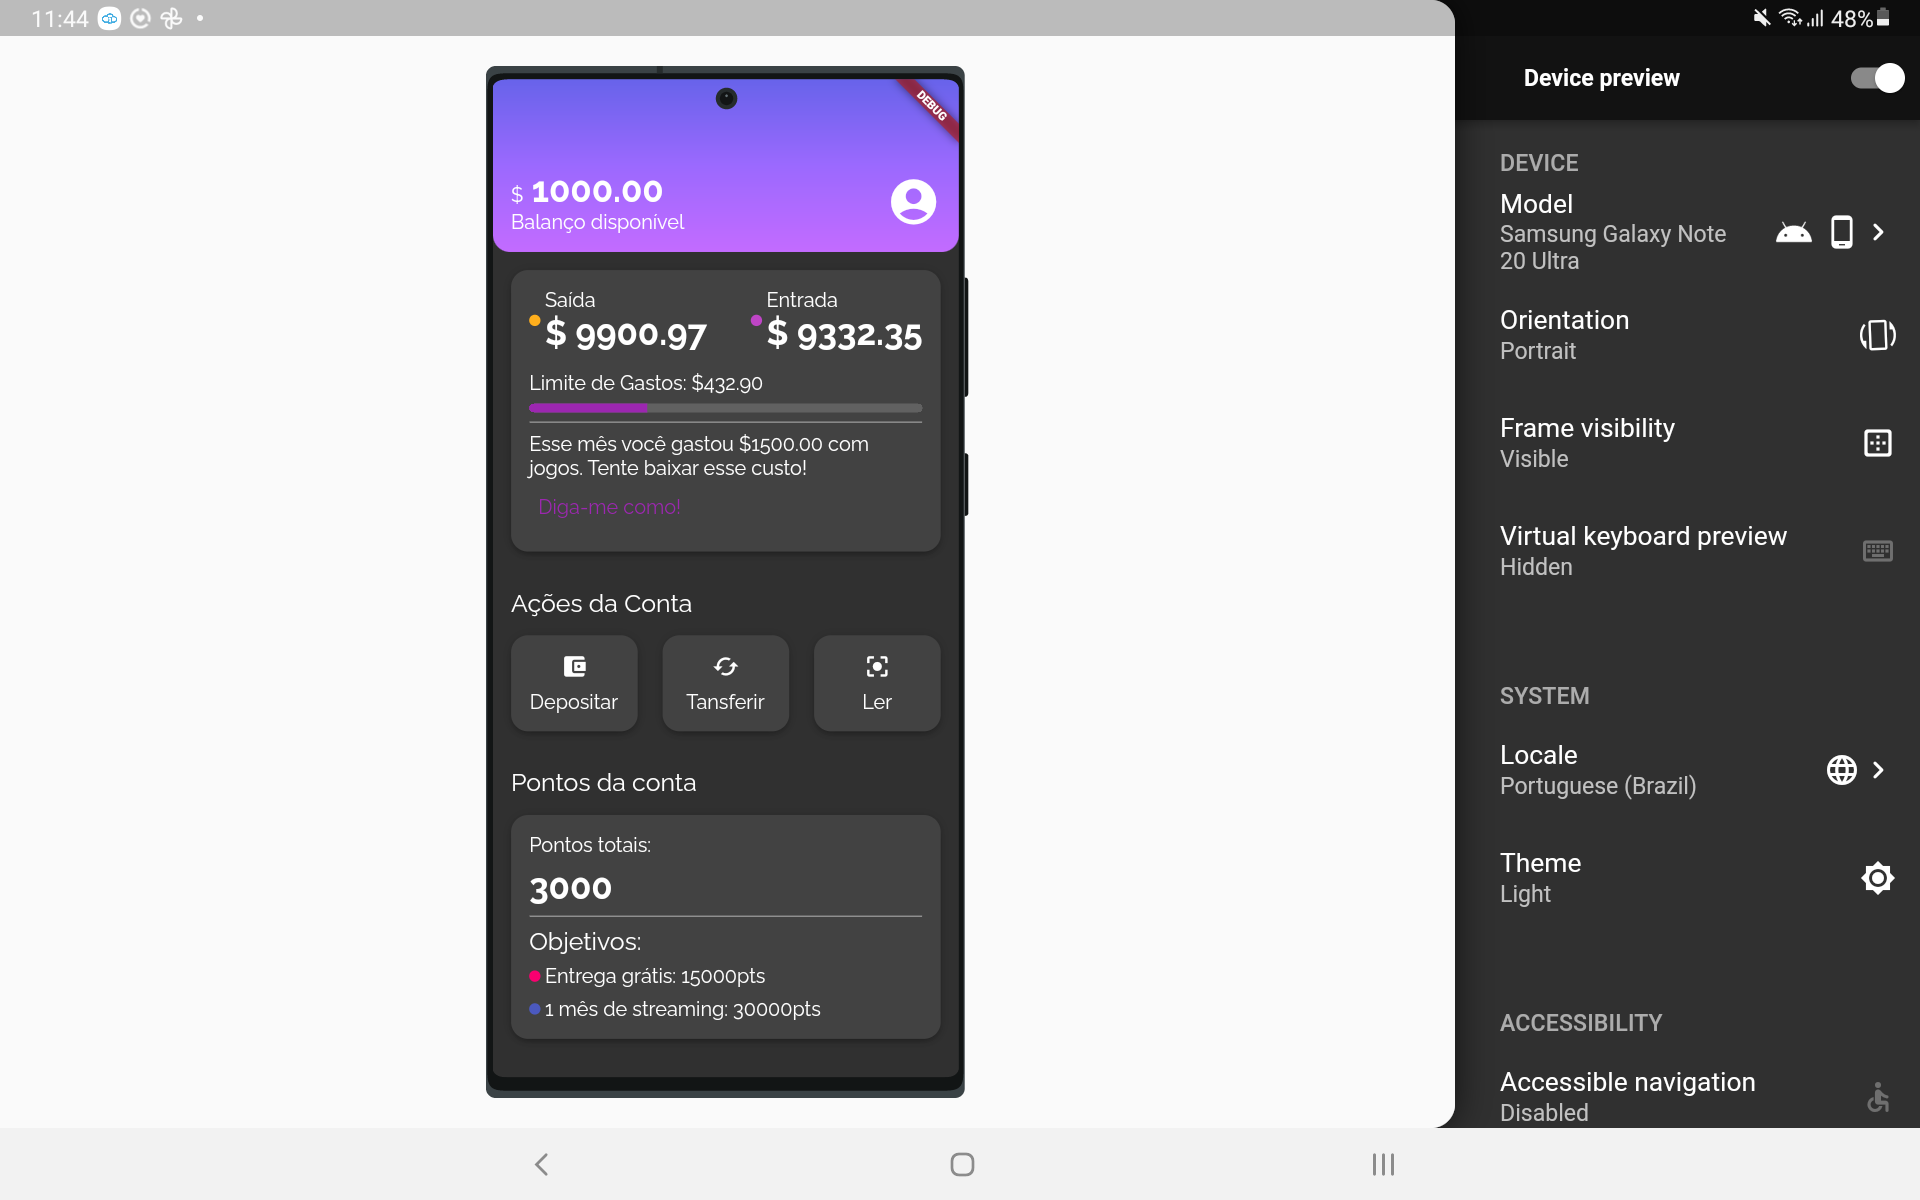 11:44
48%
DEBUG
$ 1000.00
Balanço disponível
Saída
$ 9900.97
Entrada
$ 9332.35
Limite de Gastos: $432.90
Esse mês você gastou $1500.00 com
jogos. Tente baixar esse custo!
Diga-me como!
Ações da Conta
Depositar
Tansferir
Ler
Pontos da conta
Pontos totais:
3000
Objetivos:
Entrega grátis: 15000pts
1 mês de streaming: 30000pts
Device preview
DEVICE
Model
Samsung Galaxy Note
20 Ultra
Orientation
Portrait
Frame visibility
Visible
Virtual keyboard preview
Hidden
SYSTEM
Locale
Portuguese (Brazil)
Theme
Light
ACCESSIBILITY
Accessible navigation
Disabled